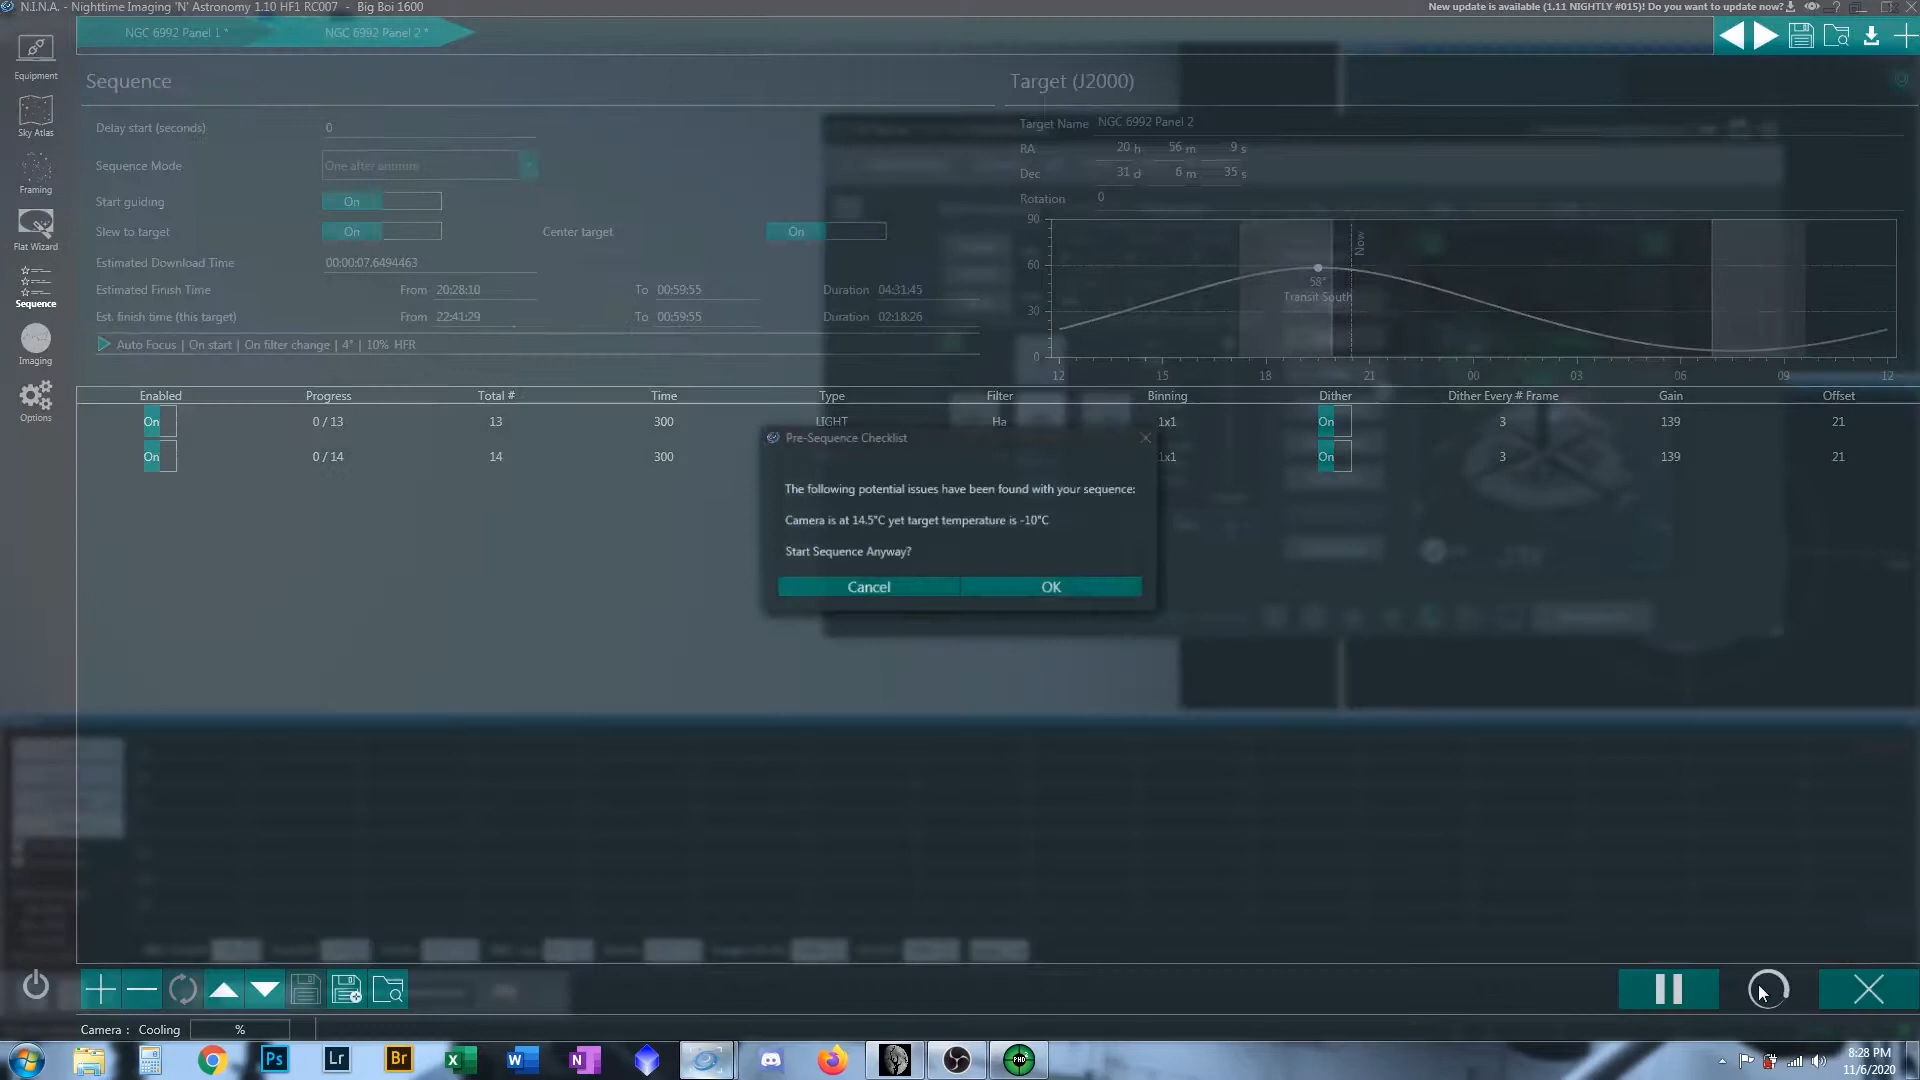 N.I.N.A. - Nighttime Imaging 'N' Astronomy 1.10 HF1 RC007 - Big Boi 1600
New update is available (1.11 NIGHTLY #015)! Do you want to update now?
NGC 6992 Panel 1 *
NGC 6992 Panel 2 *
Equipment
Sky Atlas
Framing
Flat Wizard
Sequence
Imaging
Options
Sequence
Delay start (seconds) 0
Sequence Mode One after another
Start guiding On
Slew to target On Center target On
Estimated Download Time 00:00:07.6494463
Estimated Finish Time From 20:28:10 To 00:59:55 Duration 04:31:45
Est. finish time (this target) From 22:41:29 To 00:59:55 Duration 02:18:26
Auto Focus | On start | On filter change | 4° | 10% HFR
Target (J2000)
Target Name NGC 6992 Panel 2
RA 20 h 56 m 9 s
Dec 31 d 6 m 35 s
Rotation 0
90
60
30
0
Now
58°
Transit South
12 15 18 21 00 03 06 09 12
Enabled Progress Total # Time Type Filter Binning Dither Dither Every # Frame Gain Offset
On 0 / 13 13 300 LIGHT Ha 1x1 On 3 139 21
On 0 / 14 14 300 1x1 On 3 139 21
Pre-Sequence Checklist
The following potential issues have been found with your sequence:
Camera is at 14.5°C yet target temperature is -10°C
Start Sequence Anyway?
Cancel OK
Camera : Cooling %
Ps
Lr
Br
X
W
N
PHD
8:28 PM
11/6/2020